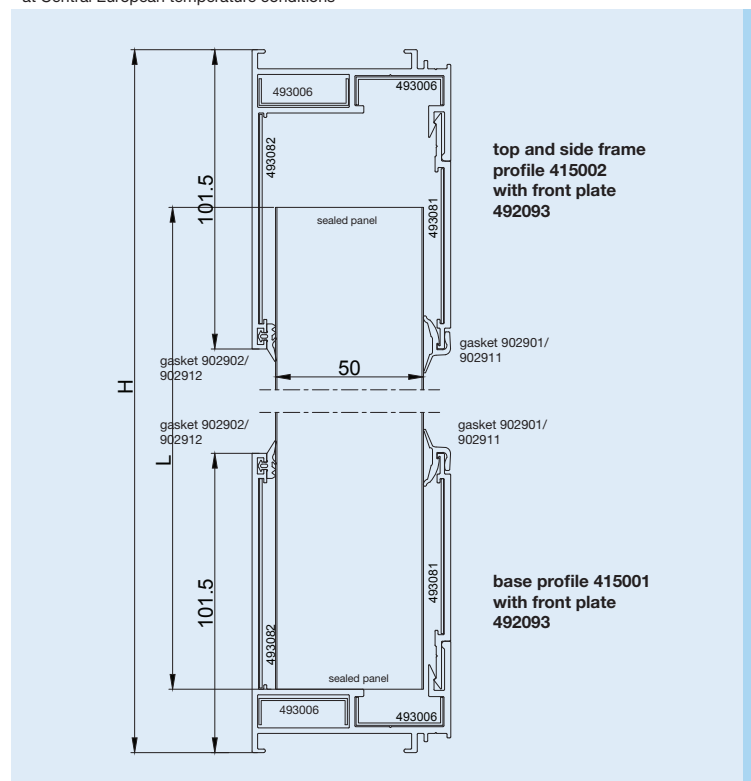 at Central European temperature conditions
493006
493006
493082
101.5
top and side frame
profile 415002
with front plate
492093
sealed panel
493081
gasket 902902/
902912
gasket 902901/
902911
50
H
gasket 902902/
902912
gasket 902901/
902911
L
101.5
493081
base profile 415001
with front plate
492093
493082
sealed panel
493006
493006